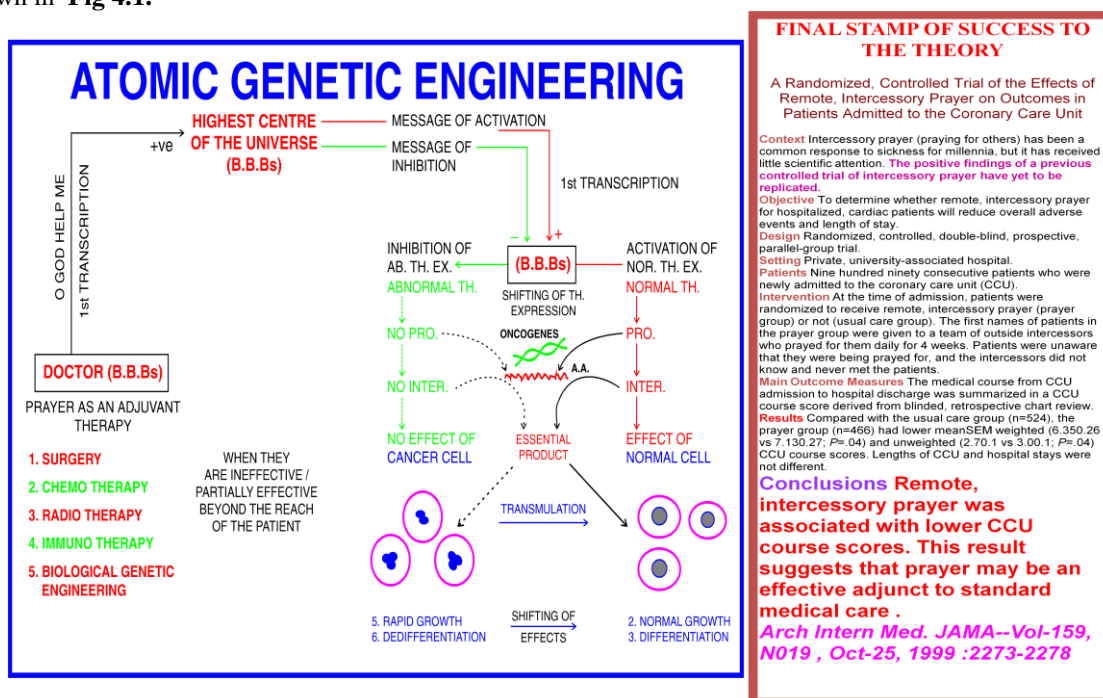 wn in Fig 4.1.
ATOMIC GENETIC ENGINEERING
HIGHEST CENTRE
OF THE UNIVERSE
(B.B.Bs)
+ve
MESSAGE OF ACTIVATION
MESSAGE OF
INHIBITION
1st TRANSCRIPTION
O GOD HELP ME
1st TRANSCRIPTION
– +
INHIBITION OF
AB. TH. EX.
ABNORMAL TH.
(B.B.Bs)
SHIFTING OF TH.
EXPRESSION
ACTIVATION OF
NOR. TH. EX.
NORMAL TH.
NO PRO.
ONCOGENES
PRO.
A.A.
NO INTER.
INTER.
NO EFFECT OF
CANCER CELL
ESSENTIAL
PRODUCT
EFFECT OF
NORMAL CELL
DOCTOR (B.B.Bs)
PRAYER AS AN ADJUVANT
THERAPY
1. SURGERY
2. CHEMO THERAPY
3. RADIO THERAPY
4. IMMUNO THERAPY
5. BIOLOGICAL GENETIC
ENGINEERING
WHEN THEY
ARE INEFFECTIVE /
PARTIALLY EFFECTIVE
BEYOND THE REACH
OF THE PATIENT
TRANSMULATION
5. RAPID GROWTH
6. DEDIFFERENTIATION
SHIFTING OF
EFFECTS
2. NORMAL GROWTH
3. DIFFERENTIATION
FINAL STAMP OF SUCCESS TO
THE THEORY
A Randomized, Controlled Trial of the Effects of
Remote, Intercessory Prayer on Outcomes in
Patients Admitted to the Coronary Care Unit
Context Intercessory prayer (praying for others) has been a
common response to sickness for millennia, but it has received
little scientific attention. The positive findings of a previous
controlled trial of intercessory prayer have yet to be
replicated.
Objective To determine whether remote, intercessory prayer
for hospitalized, cardiac patients will reduce overall adverse
events and length of stay.
Design Randomized, controlled, double-blind, prospective,
parallel-group trial.
Setting Private, university-associated hospital.
Patients Nine hundred ninety consecutive patients who were
newly admitted to the coronary care unit (CCU).
Intervention At the time of admission, patients were
randomized to receive remote, intercessory prayer (prayer
group) or not (usual care group). The first names of patients in
the prayer group were given to a team of outside intercessors
who prayed for them daily for 4 weeks. Patients were unaware
that they were being prayed for, and the intercessors did not
know and never met the patients.
Main Outcome Measures The medical course from CCU
admission to hospital discharge was summarized in a CCU
course score derived from blinded, retrospective chart review.
Results Compared with the usual care group (n=524), the
prayer group (n=466) had lower meanSEM weighted (6.350.26
vs 7.130.27; P=.04) and unweighted (2.70.1 vs 3.00.1; P=.04)
CCU course scores. Lengths of CCU and hospital stays were
not different.
Conclusions Remote,
intercessory prayer was
associated with lower CCU
course scores. This result
suggests that prayer may be an
effective adjunct to standard
medical care .
Arch Intern Med. JAMA--Vol-159,
N019 , Oct-25, 1999 :2273-2278